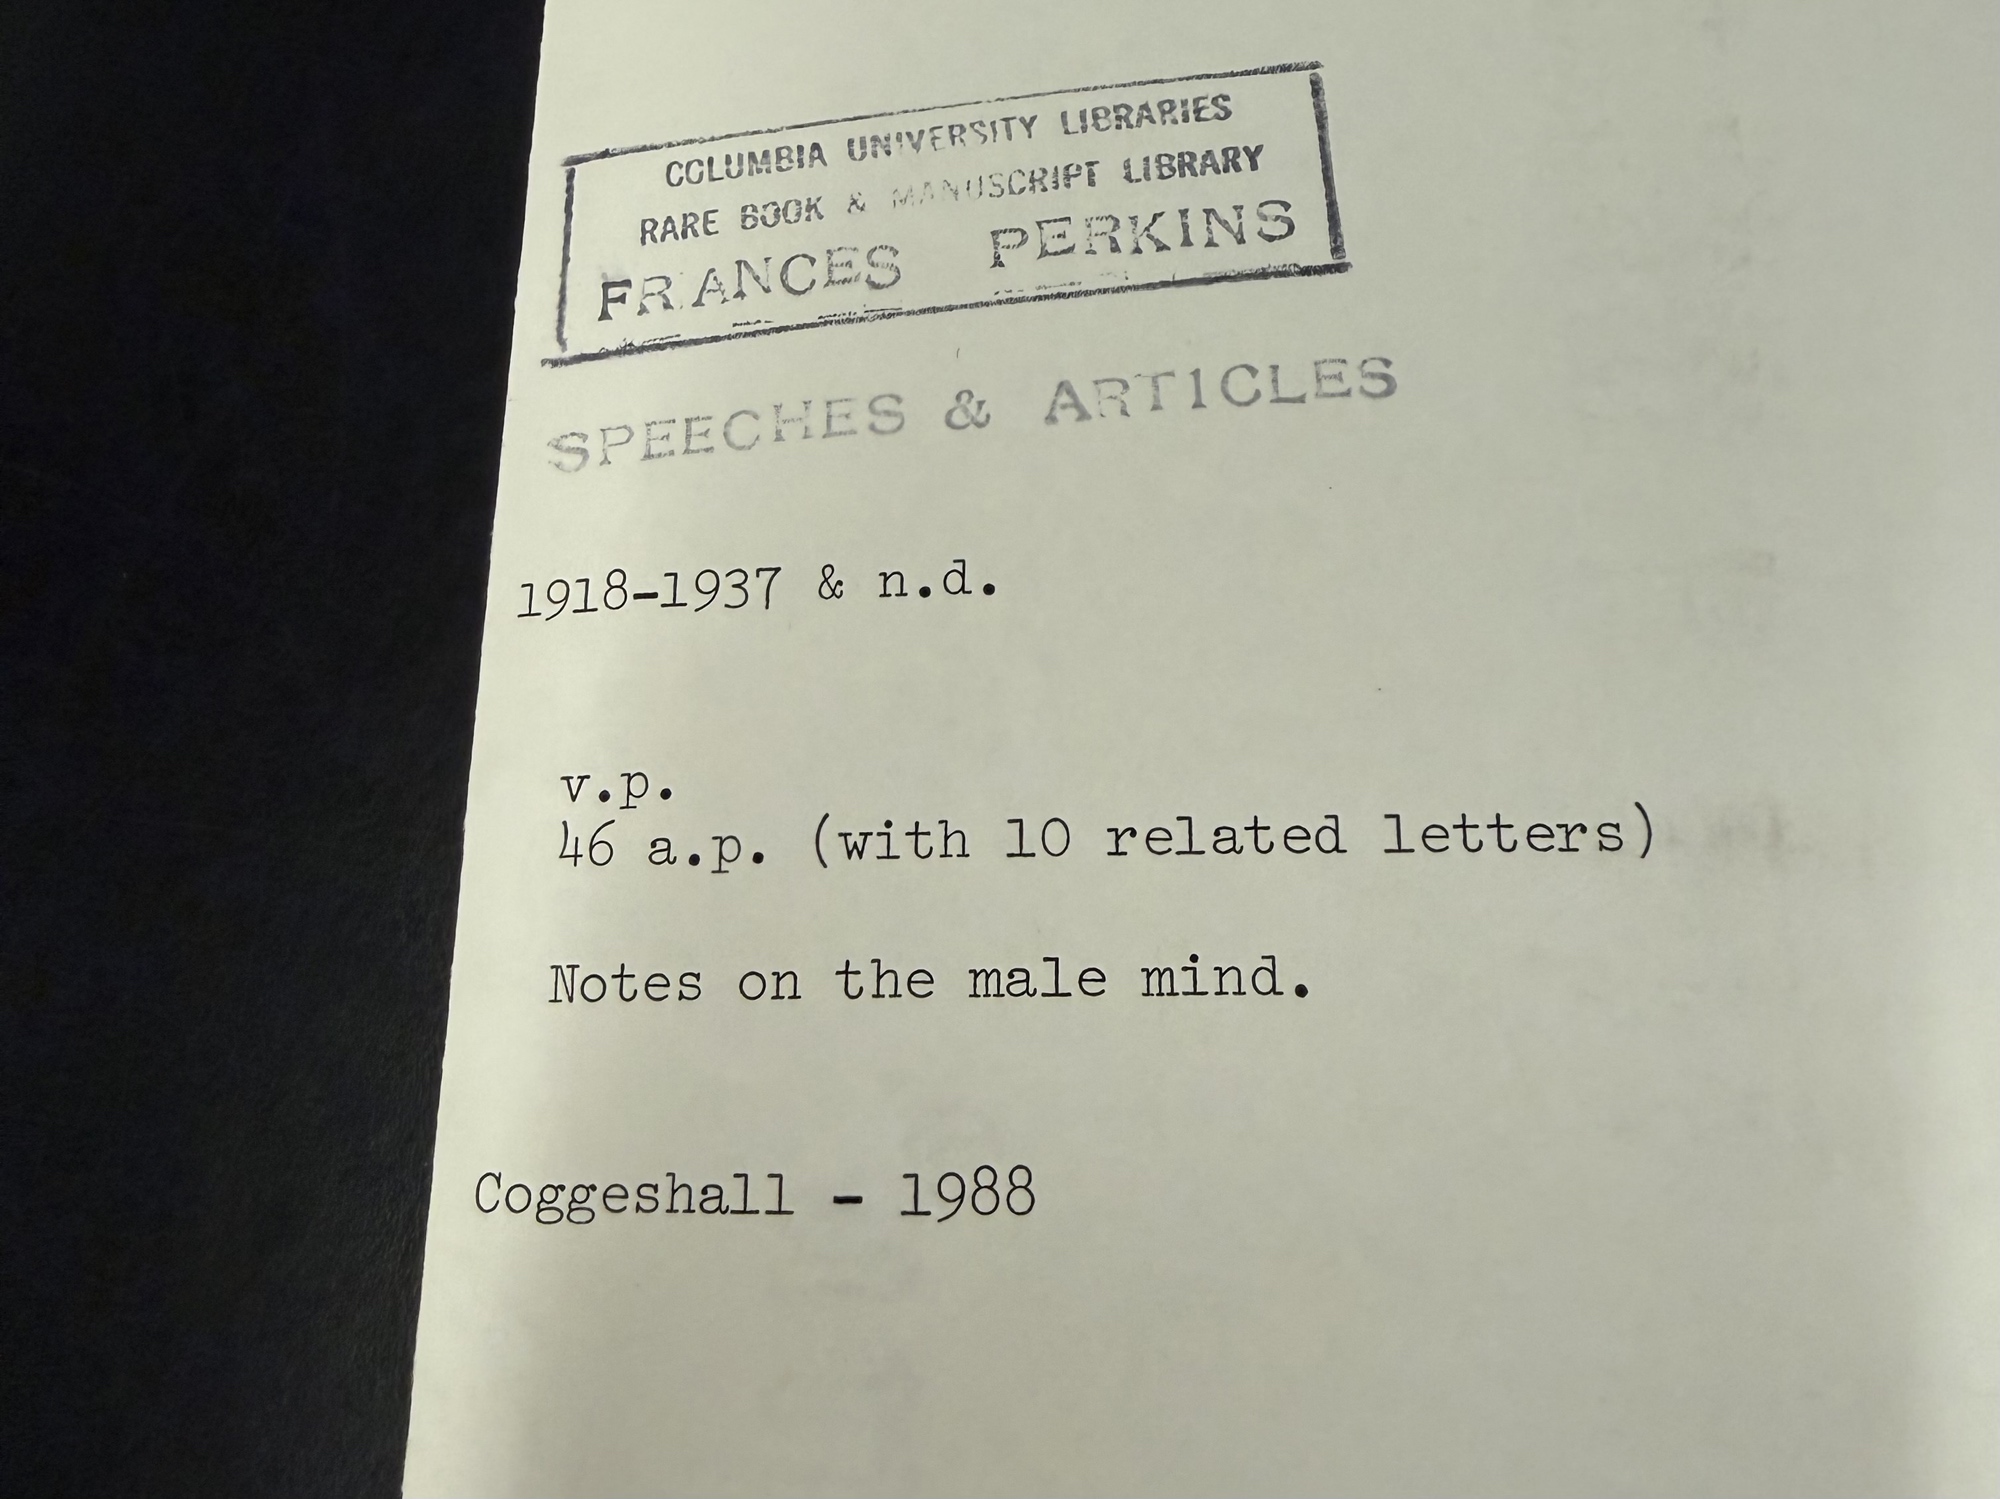 COLUMBIA UNIVERSITY LIBRARIES
RARE BOOK & MANUSCRIPT LIBRARY
FRANCES PERKINS
SPEECHES & ARTICLES
1918-1937 & n.d.
v.p.
46 a.p. (with 10 related letters)
Notes on the male mind.
Coggeshall - 1988